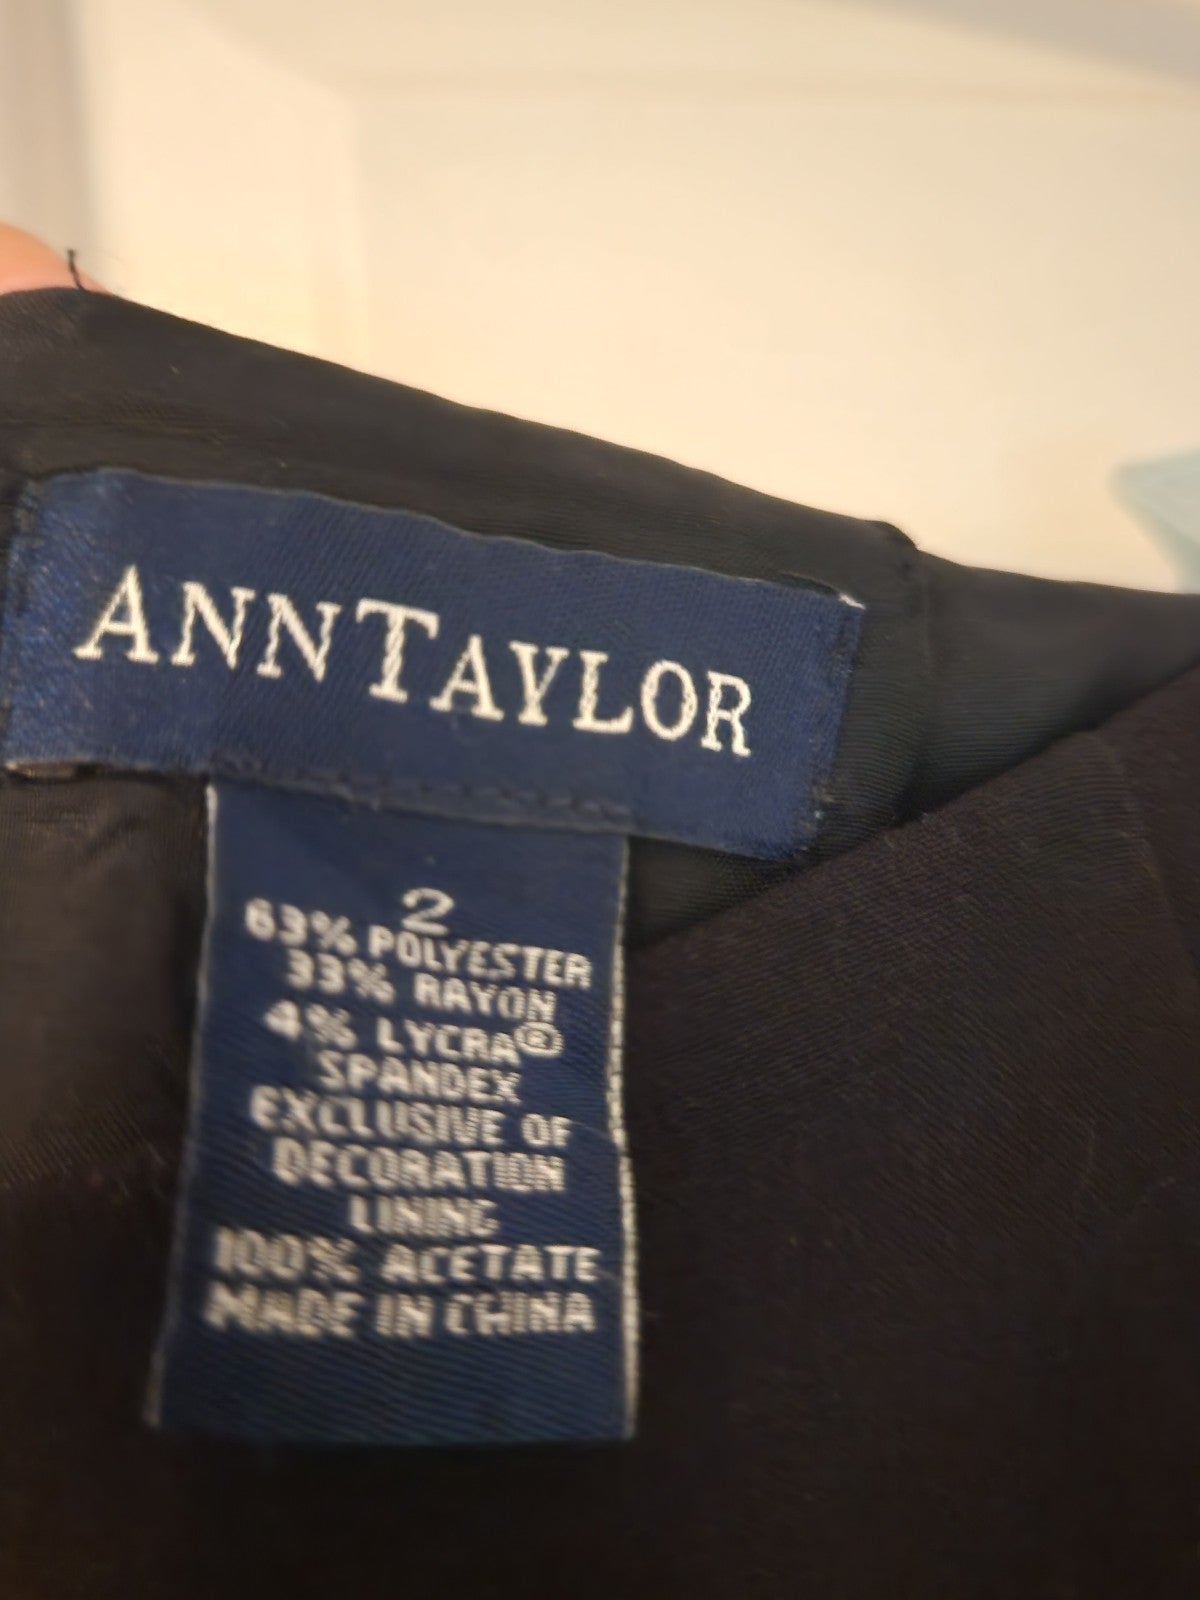 ANNTAYLOR
2
63% POLYESTER
33% RAYON
4% LYCRA®
SPANDEX
EXCLUSIVE OF
DECORATION
LINING
100% ACETATE
MADE IN CHINA